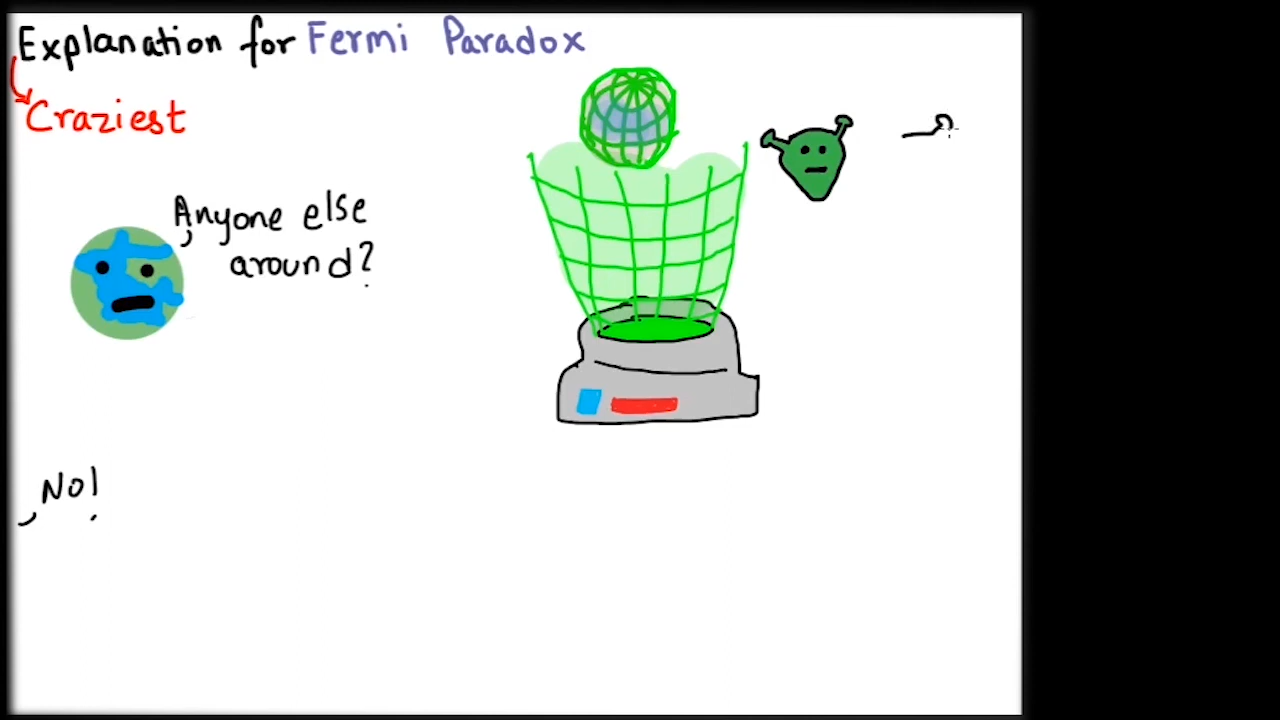 Explanation for Fermi Paradox
Craziest
Anyone else
around?
No!